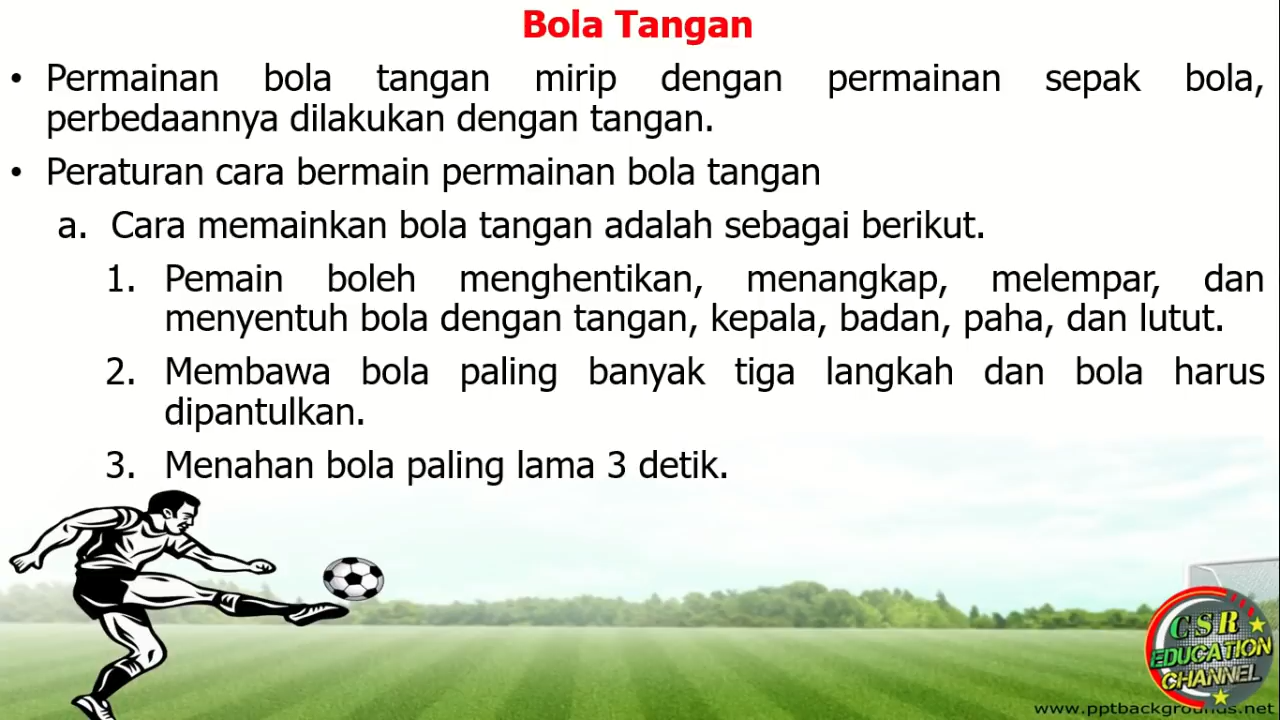 Bola Tangan
• Permainan bola tangan mirip dengan permainan sepak bola,
perbedaannya dilakukan dengan tangan.
• Peraturan cara bermain permainan bola tangan
a. Cara memainkan bola tangan adalah sebagai berikut.
1. Pemain boleh menghentikan, menangkap, melempar, dan
menyentuh bola dengan tangan, kepala, badan, paha, dan lutut.
2. Membawa bola paling banyak tiga langkah dan bola harus
dipantulkan.
3. Menahan bola paling lama 3 detik.
CSR
EDUCATION
CHANNEL
www.pptbackgrounds.net